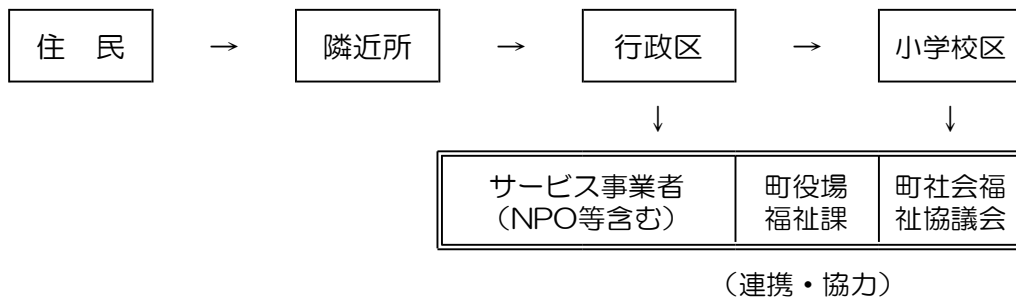 住　民 → 隣近所 → 行政区 → 小学校区
↓ ↓
サービス事業者
（NPO等含む）
町役場
福祉課
町社会福
祉協議会
（連携・協力）